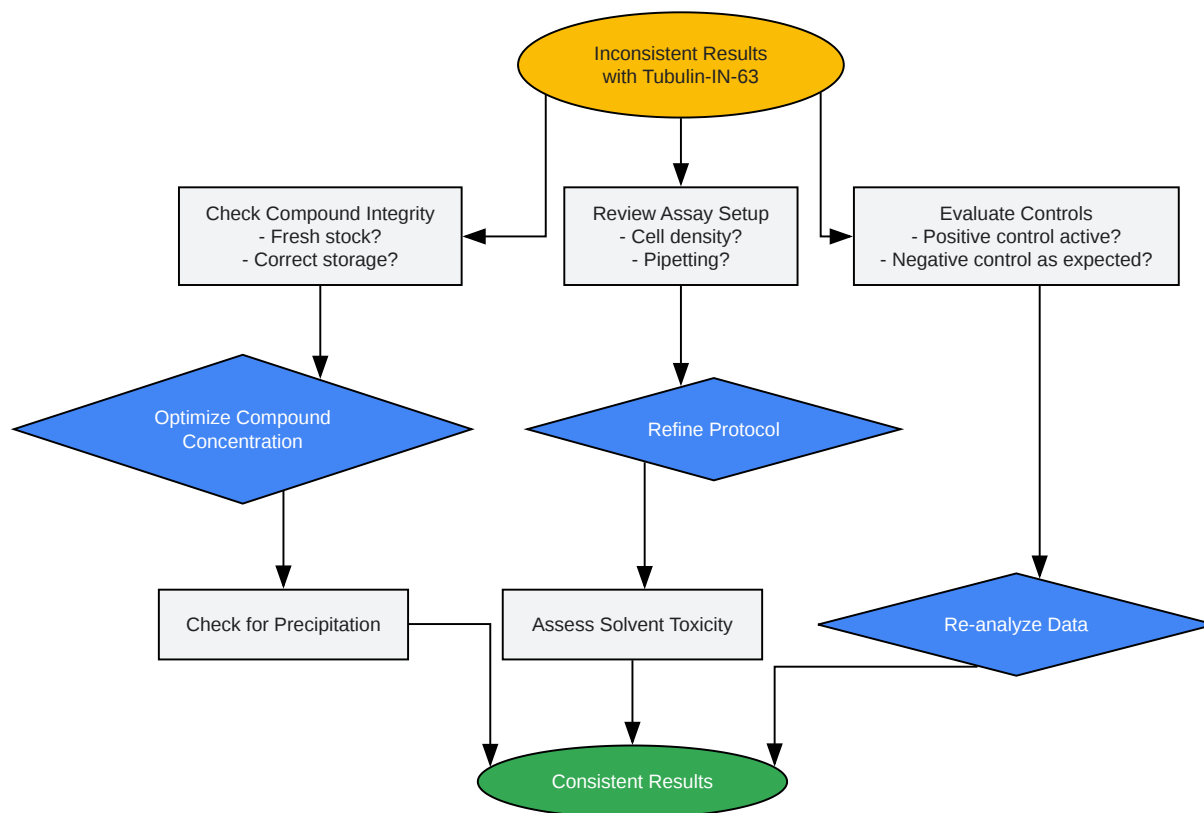 Inconsistent Results
with Tubulin-IN-63
Check Compound Integrity
- Fresh stock?
- Correct storage?
Review Assay Setup
- Cell density?
- Pipetting?
Evaluate Controls
- Positive control active?
- Negative control as expected?
Optimize Compound
Concentration
Refine Protocol
Check for Precipitation
Assess Solvent Toxicity
Re-analyze Data
Consistent Results